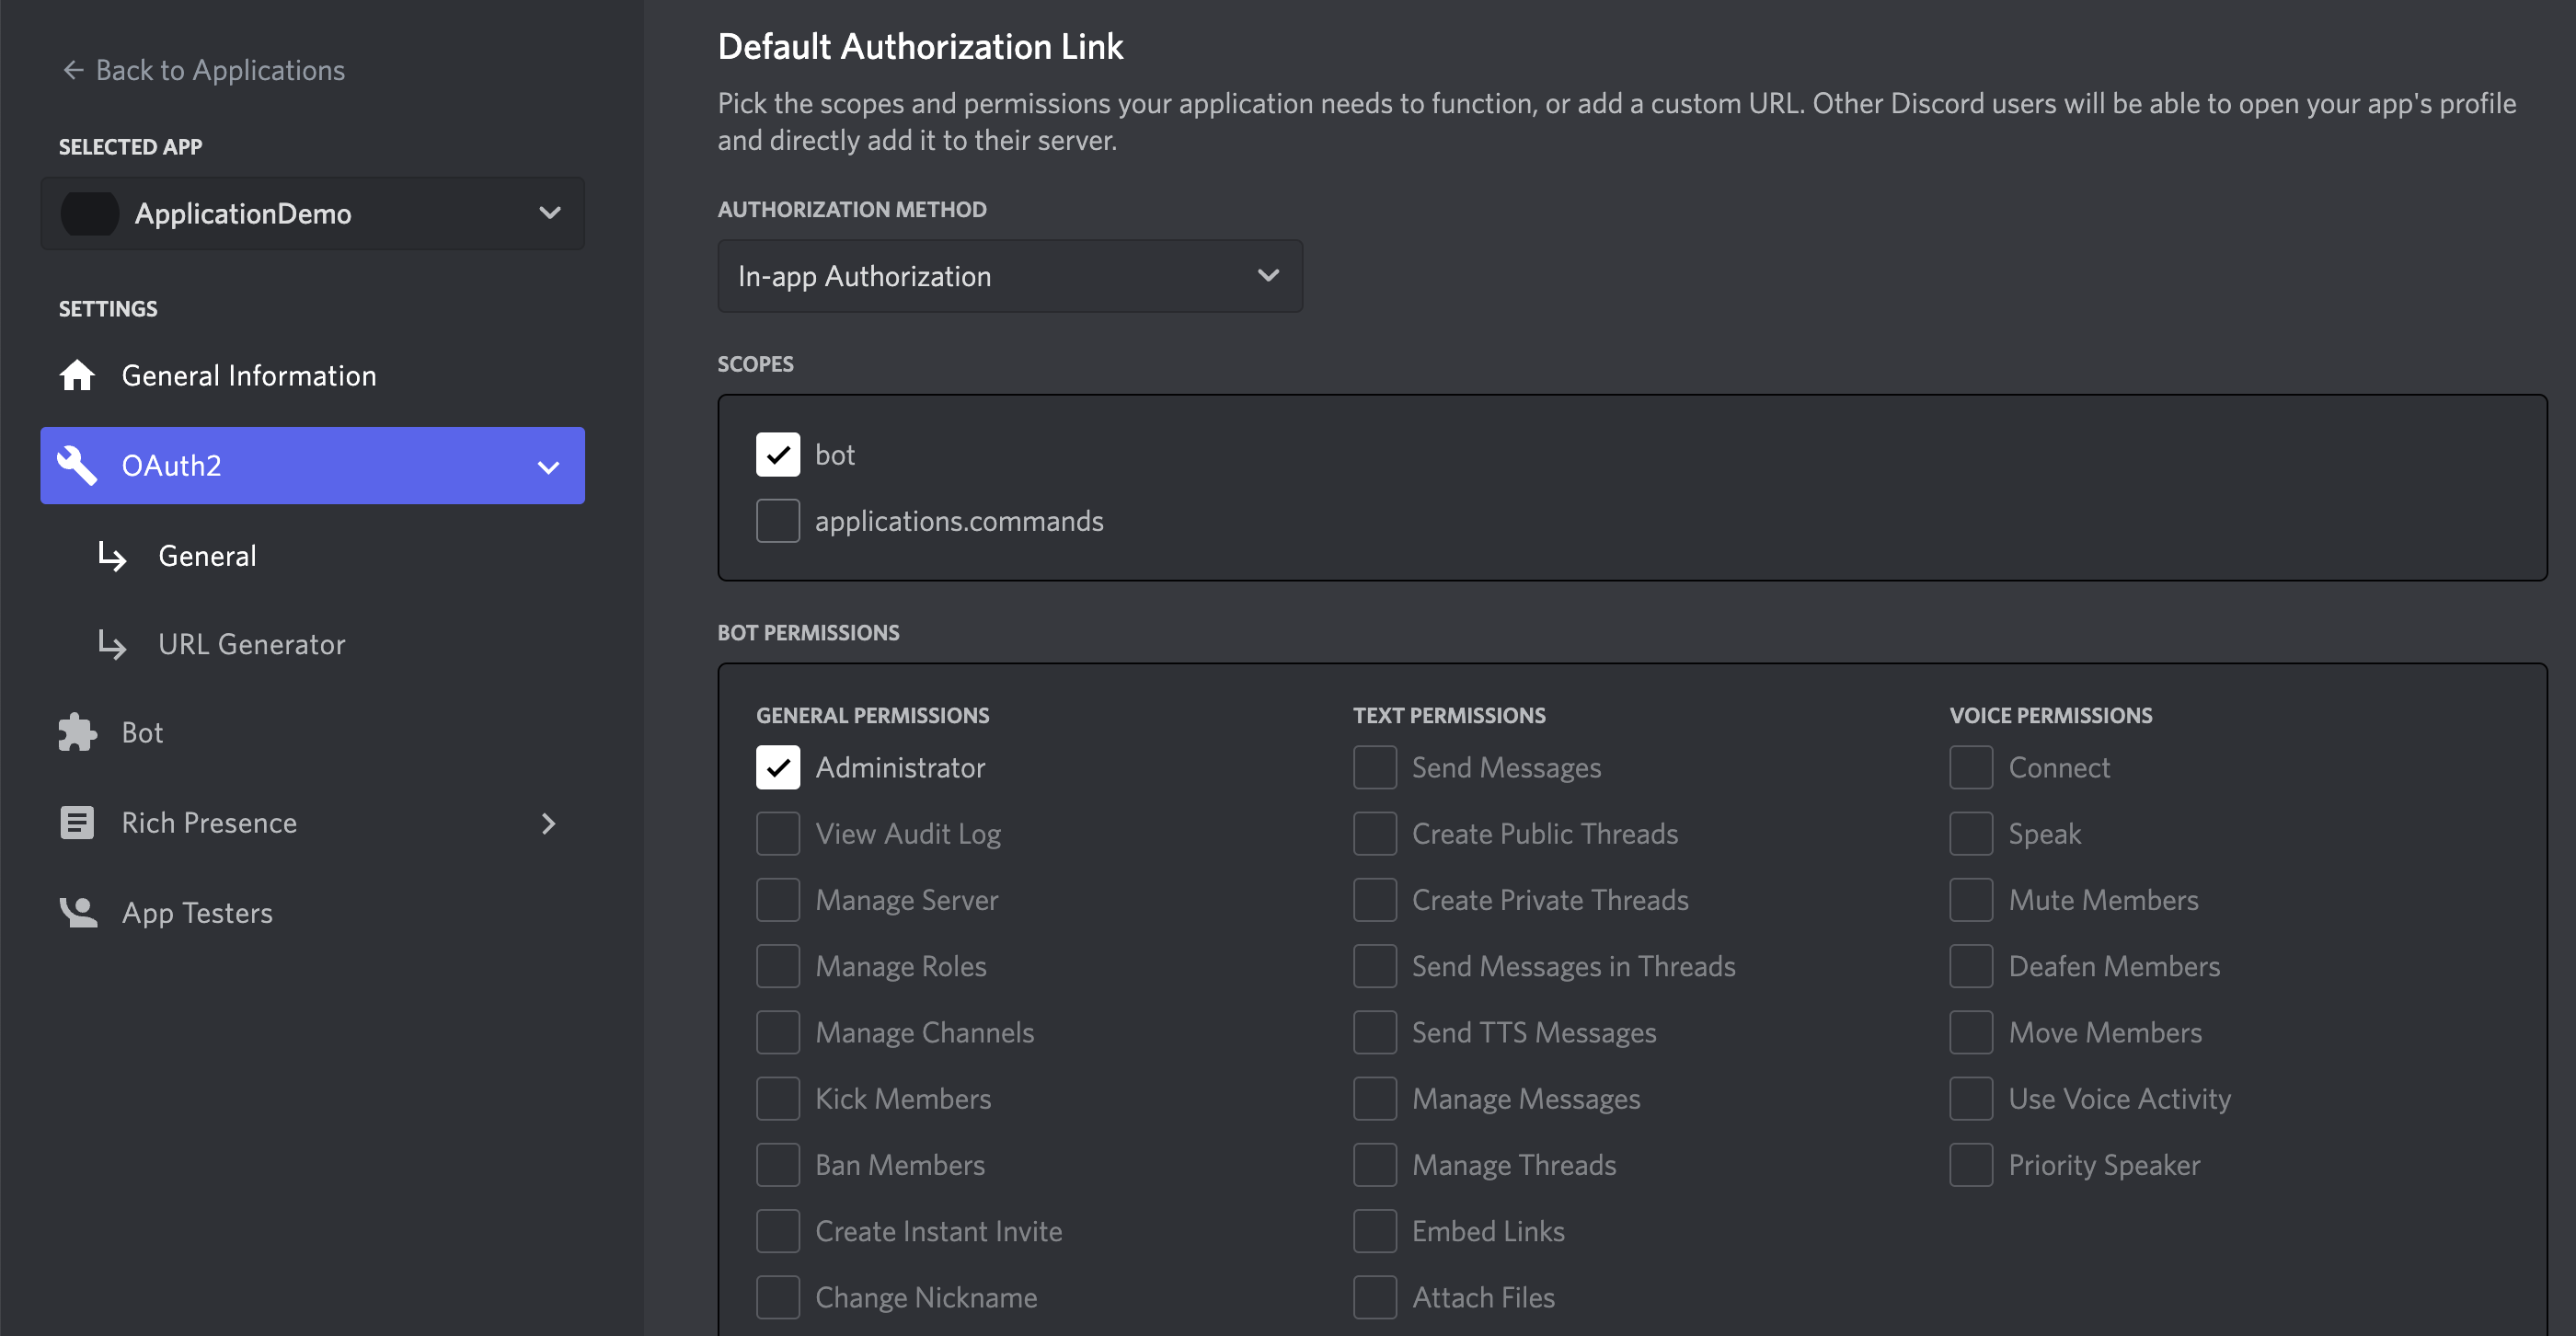 Back to Applications
SELECTED APP
ApplicationDemo
SETTINGS
General Information
OAuth2
General
URL Generator
Bot
Rich Presence
App Testers
Default Authorization Link
Pick the scopes and permissions your application needs to function, or add a custom URL. Other Discord users will be able to open your app's profile
and directly add it to their server.
AUTHORIZATION METHOD
In-app Authorization
SCOPES
bot
applications.commands
BOT PERMISSIONS
GENERAL PERMISSIONS
Administrator
View Audit Log
Manage Server
Manage Roles
Manage Channels
Kick Members
Ban Members
Create Instant Invite
Change Nickname
TEXT PERMISSIONS
Send Messages
Create Public Threads
Create Private Threads
Send Messages in Threads
Send TTS Messages
Manage Messages
Manage Threads
Embed Links
Attach Files
VOICE PERMISSIONS
Connect
Speak
Mute Members
Deafen Members
Move Members
Use Voice Activity
Priority Speaker